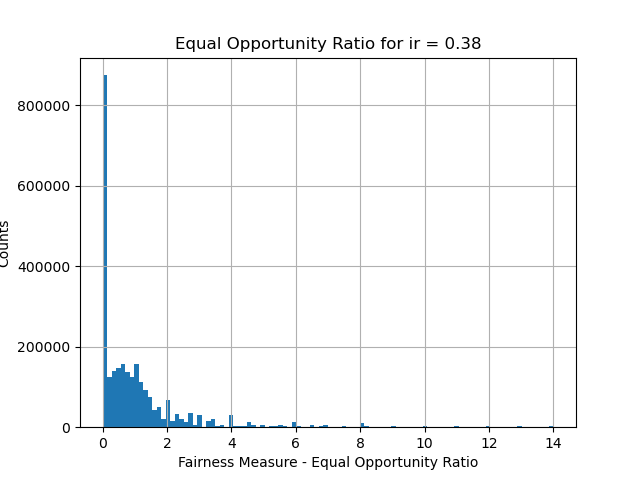 Equal Opportunity Ratio for ir = 0.38
800000
600000
400000
200000
0
Counts
0 2 4 6 8 10 12 14
Fairness Measure - Equal Opportunity Ratio